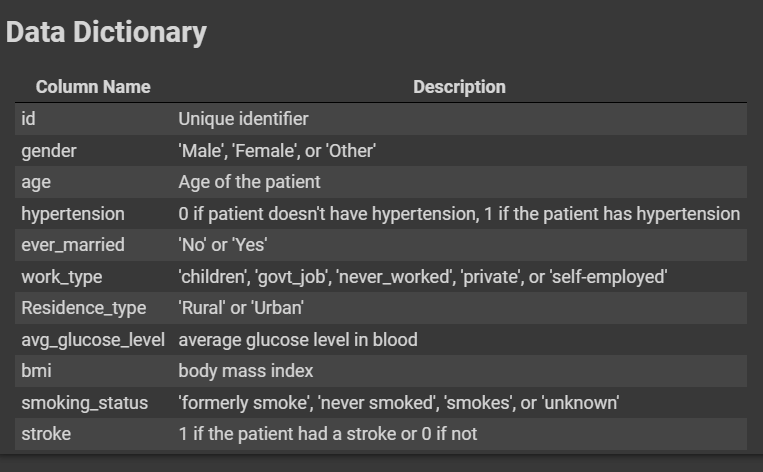 Data Dictionary
Column Name Description
id Unique identifier
gender 'Male', 'Female', or 'Other'
age Age of the patient
hypertension 0 if patient doesn't have hypertension, 1 if the patient has hypertension
ever_married 'No' or 'Yes'
work_type 'children', 'govt_job', 'never_worked', 'private', or 'self-employed'
Residence_type 'Rural' or 'Urban'
avg_glucose_level average glucose level in blood
bmi body mass index
smoking_status 'formerly smoke', 'never smoked', 'smokes', or 'unknown'
stroke 1 if the patient had a stroke or 0 if not